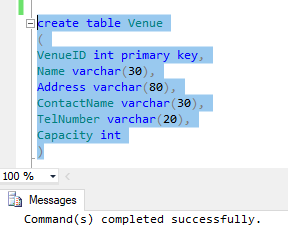 create table Venue
(
VenueID int primary key,
Name varchar(30),
Address varchar(80),
ContactName varchar(30),
TelNumber varchar(20),
Capacity int
)
100 %
Messages
Command(s) completed successfully.